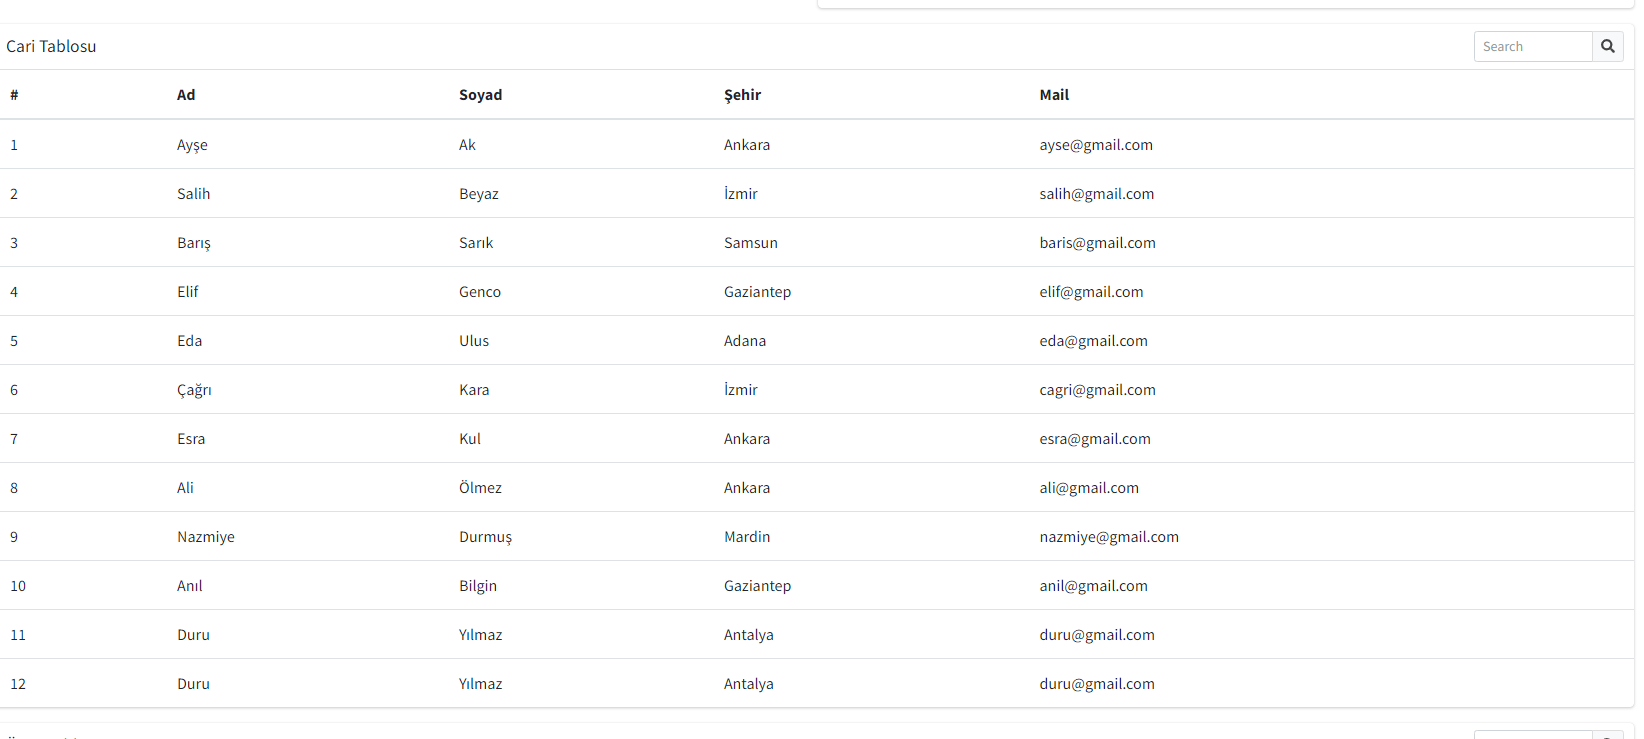 Cari Tablosu Search
# Ad Soyad Şehir Mail
1 Ayşe Ak Ankara ayse@gmail.com
2 Salih Beyaz İzmir salih@gmail.com
3 Barış Sarık Samsun baris@gmail.com
4 Elif Genco Gaziantep elif@gmail.com
5 Eda Ulus Adana eda@gmail.com
6 Çağrı Kara İzmir cagri@gmail.com
7 Esra Kul Ankara esra@gmail.com
8 Ali Ölmez Ankara ali@gmail.com
9 Nazmiye Durmuş Mardin nazmiye@gmail.com
10 Anıl Bilgin Gaziantep anil@gmail.com
11 Duru Yılmaz Antalya duru@gmail.com
12 Duru Yılmaz Antalya duru@gmail.com